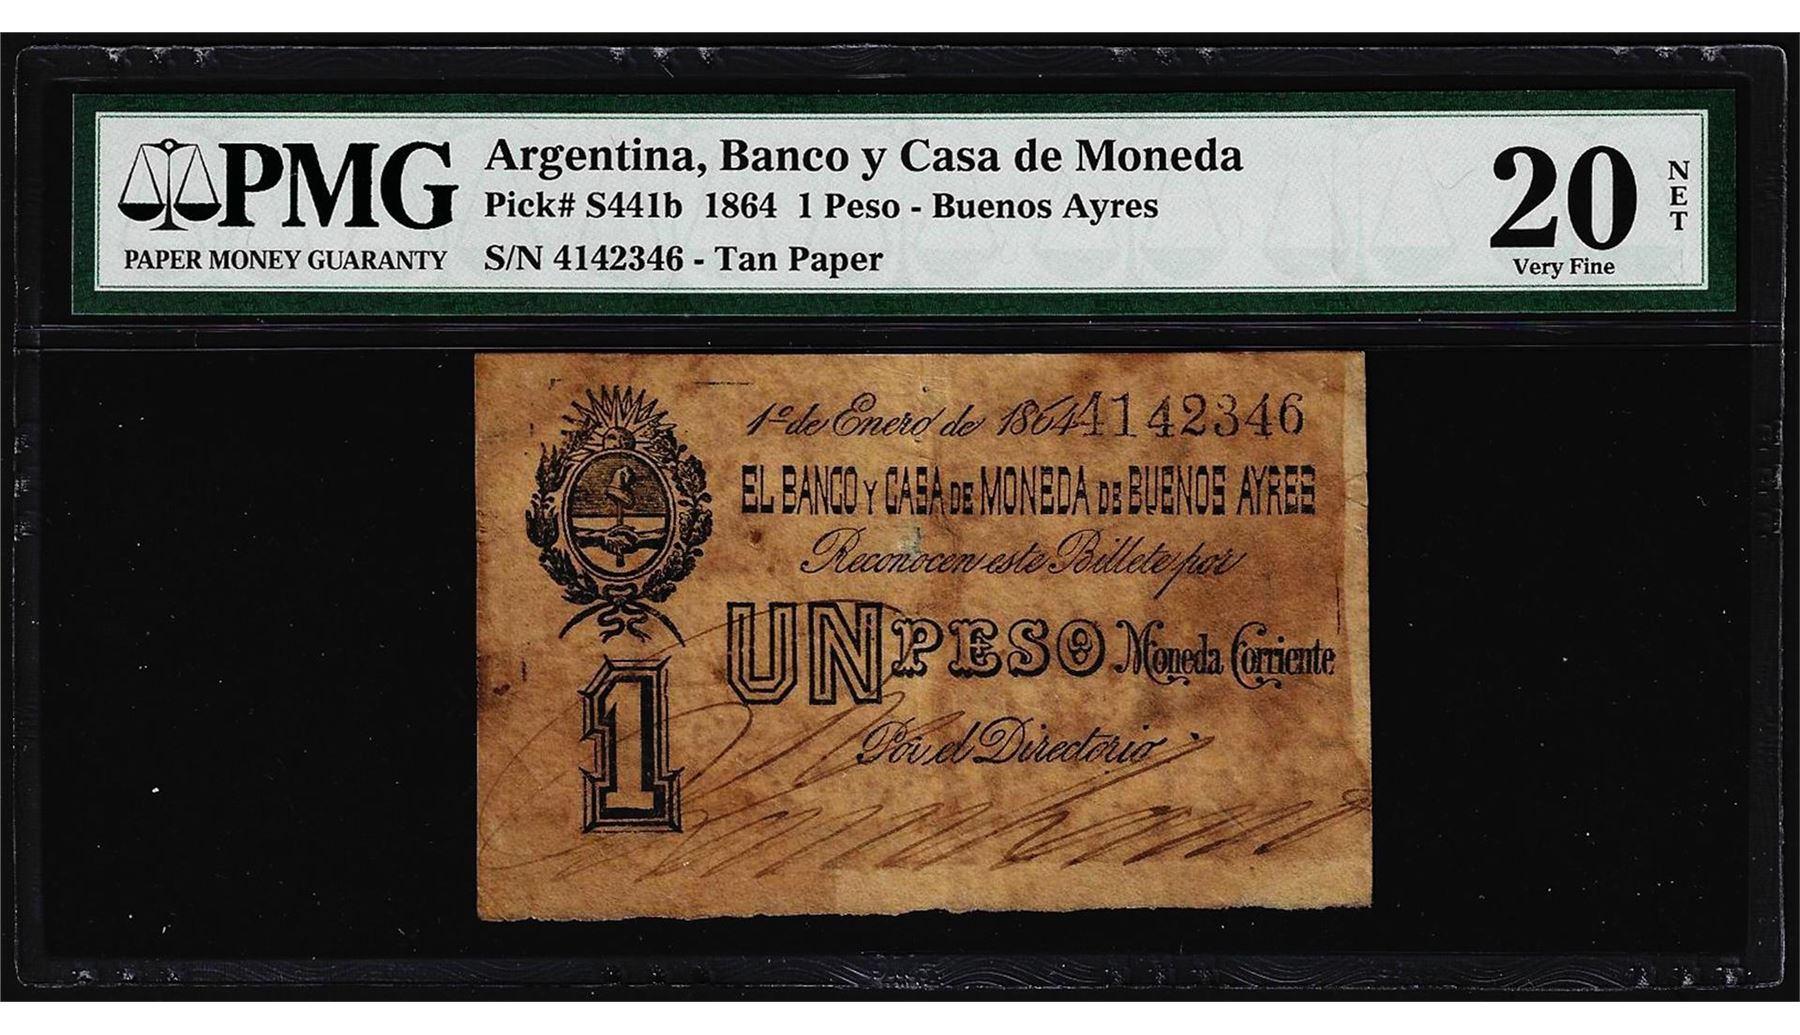 PMG
PAPER MONEY GUARANTY
Argentina, Banco y Casa de Moneda
Pick# S441b 1864 1 Peso - Buenos Ayres
S/N 4142346 - Tan Paper
20
Very Fine
NET
1º de Enero de 1864 4142346
EL BANCO Y CASA DE MONEDA DE BUENOS AYRES
Reconocen este Billete por
UN PESO Moneda Corriente
1
Por el Directorio